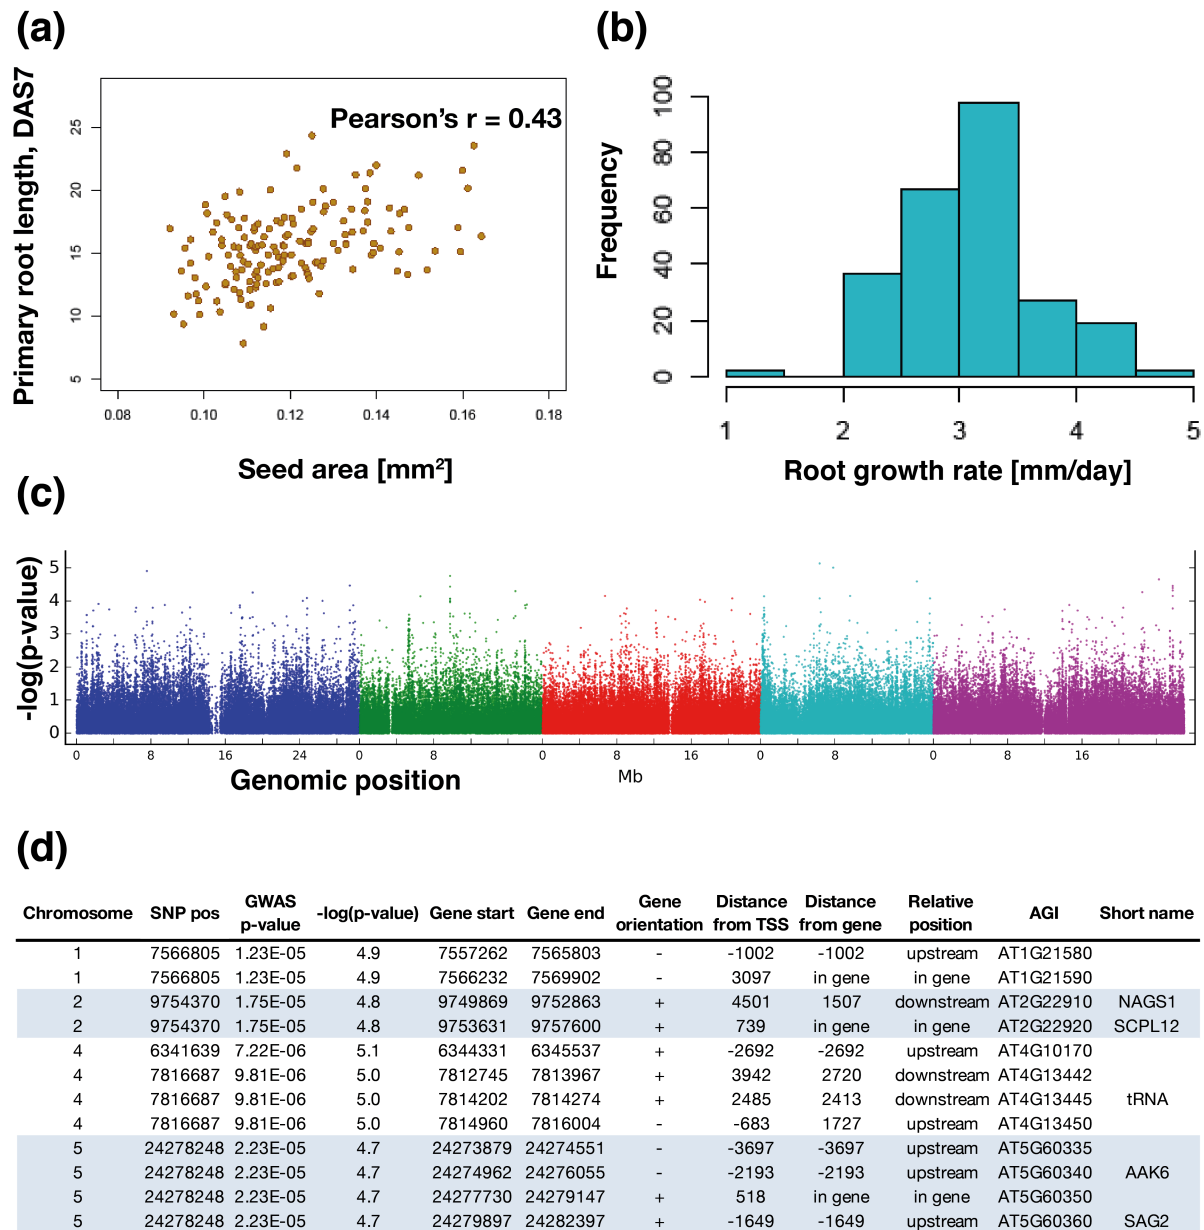 (a)
Primary root length, DAS7
Pearson's r = 0.43
25
20
15
10
5
0.08 0.10 0.12 0.14 0.16 0.18
Seed area [mm²]
(b)
Frequency
100
80
60
40
20
0
1 2 3 4 5
Root growth rate [mm/day]
(c)
-log(p-value)
5
4
3
2
1
0
0 8 16 24 0 8 0 8 16 0 8 0 8 16
Genomic position
Mb
(d)
Chromosome SNP pos GWAS p-value -log(p-value) Gene start Gene end Gene orientation Distance from TSS Distance from gene Relative position AGI Short name
1 7566805 1.23E-05 4.9 7557262 7565803 - -1002 -1002 upstream AT1G21580
1 7566805 1.23E-05 4.9 7566232 7569902 - 3097 in gene in gene AT1G21590
2 9754370 1.75E-05 4.8 9749869 9752863 + 4501 1507 downstream AT2G22910 NAGS1
2 9754370 1.75E-05 4.8 9753631 9757600 + 739 in gene in gene AT2G22920 SCPL12
4 6341639 7.22E-06 5.1 6344331 6345537 + -2692 -2692 upstream AT4G10170
4 7816687 9.81E-06 5.0 7812745 7813967 + 3942 2720 downstream AT4G13442
4 7816687 9.81E-06 5.0 7814202 7814274 + 2485 2413 downstream AT4G13445 tRNA
4 7816687 9.81E-06 5.0 7814960 7816004 - -683 1727 upstream AT4G13450
5 24278248 2.23E-05 4.7 24273879 24274551 - -3697 -3697 upstream AT5G60335
5 24278248 2.23E-05 4.7 24274962 24276055 - -2193 -2193 upstream AT5G60340 AAK6
5 24278248 2.23E-05 4.7 24277730 24279147 + 518 in gene in gene AT5G60350
5 24278248 2.23E-05 4.7 24279897 24282397 + -1649 -1649 upstream AT5G60360 SAG2